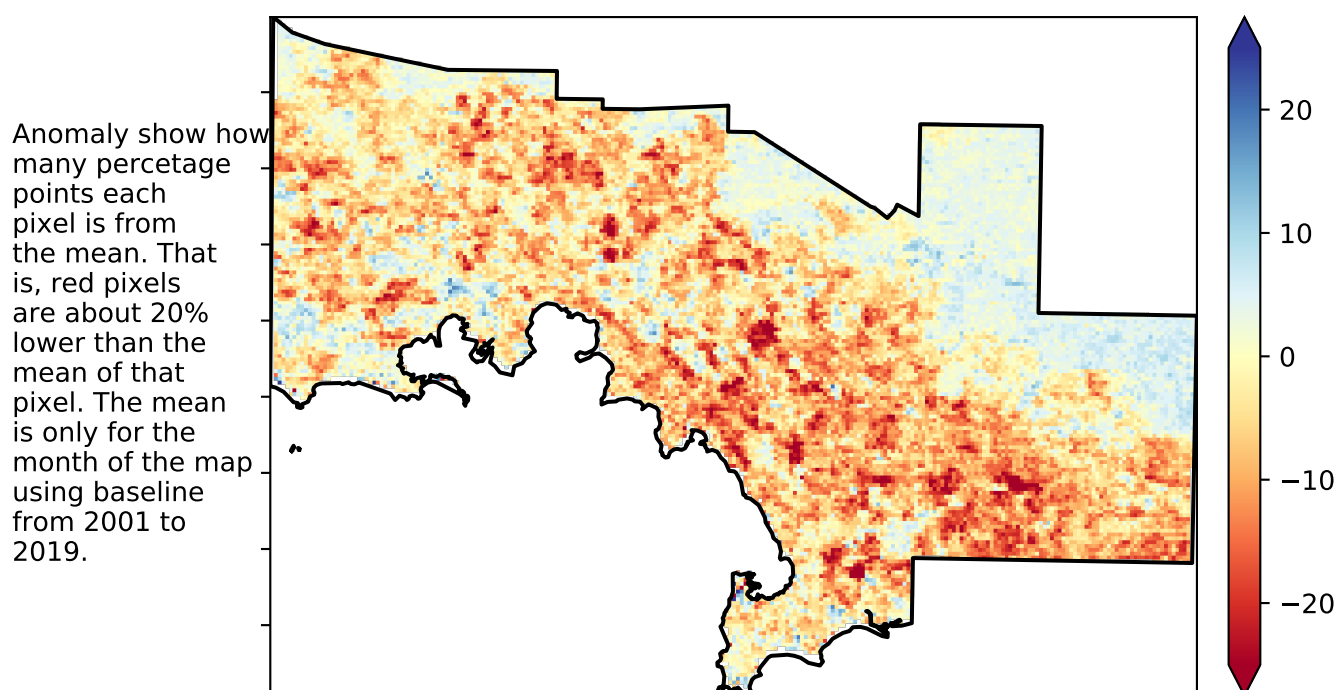 Anomaly show how
many percetage
points each
pixel is from
the mean. That
is, red pixels
are about 20%
lower than the
mean of that
pixel. The mean
is only for the
month of the map
using baseline
from 2001 to
2019.
20
10
0
−10
−20